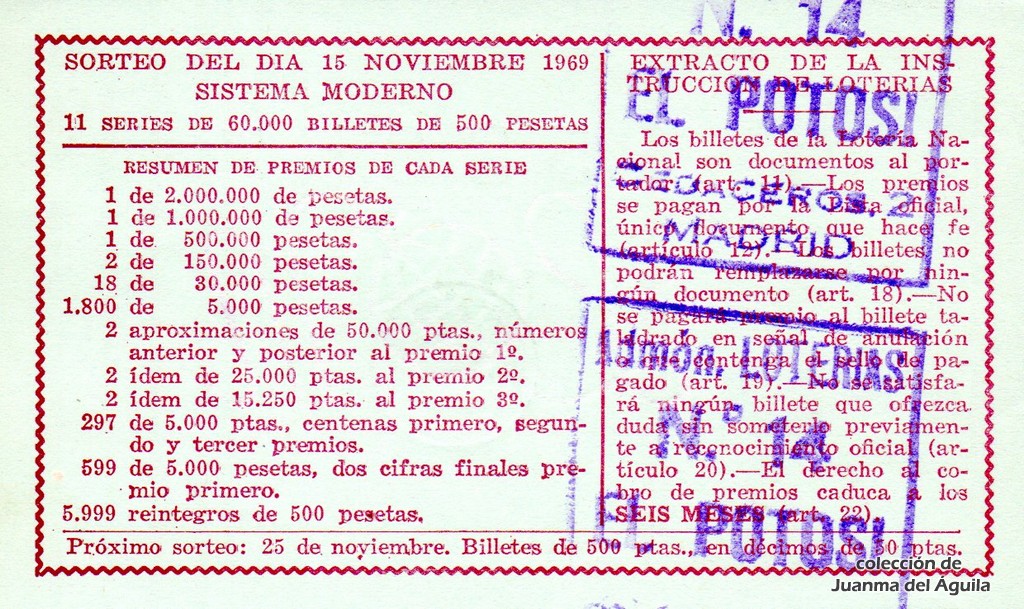 SORTEO DEL DIA 15 NOVIEMBRE 1969
SISTEMA MODERNO
11 SERIES DE 60.000 BILLETES DE 500 PESETAS
RESUMEN DE PREMIOS DE CADA SERIE
1 de 2.000.000 de pesetas.
1 de 1.000.000 de pesetas.
1 de 500.000 pesetas.
2 de 150.000 pesetas.
18 de 30.000 pesetas.
1.800 de 5.000 pesetas.
2 aproximaciones de 50.000 ptas., números
anterior y posterior al premio 1º.
2 ídem de 25.000 ptas. al premio 2º.
2 ídem de 15.250 ptas. al premio 3º.
297 de 5.000 ptas., centenas primero, segun-
do y tercer premios.
599 de 5.000 pesetas, dos cifras finales pre-
mio primero.
5.999 reintegros de 500 pesetas.
EXTRACTO DE LA INS-
TRUCCION DE LOTERIAS
Los billetes de la Lotería Na-
cional son documentos al por-
tador (art. 11).—Los premios
se pagan por la Lista oficial,
único documento que hace fe
(artículo 12).—Los billetes no
podrán remplazarse por nin-
gún documento (art. 18).—No
se pagará premio al billete ta-
ladrado en señal de anulación
o que contenga el sello de pa-
gado (art. 19).—No se satisfa-
rá ningún billete que ofrezca
duda sin someterlo previamen-
te a reconocimiento oficial (ar-
tículo 20).—El derecho al co-
bro de premios caduca a los
SEIS MESES (art. 22).
Próximo sorteo: 25 de noviembre. Billetes de 500 ptas., en décimos de 50 ptas.
N. 14
EL POTOSI
CEDACEROS, 2
MADRID
Admón. LOTERIAS
N.º 14
EL POTOSI
colección de
Juanma del Águila